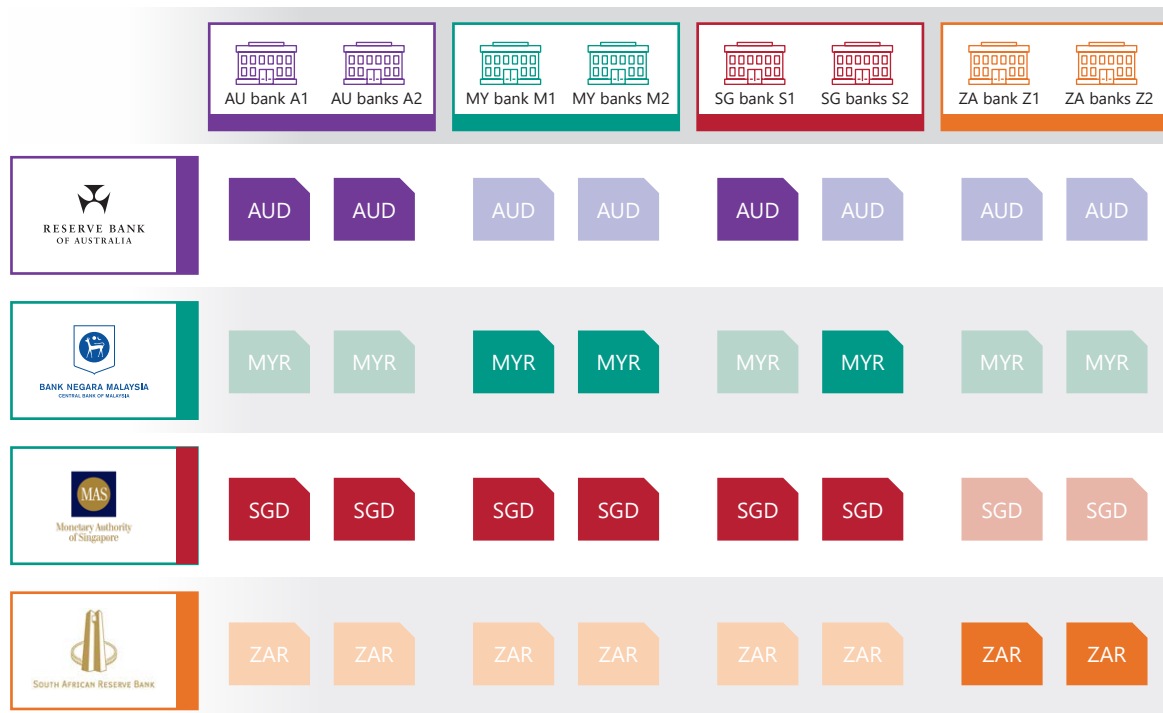 AU bank A1 AU banks A2 MY bank M1 MY banks M2 SG bank S1 SG banks S2 ZA bank Z1 ZA banks Z2
RESERVE BANK
OF AUSTRALIA
AUD AUD AUD AUD AUD AUD AUD AUD
BANK NEGARA MALAYSIA
CENTRAL BANK OF MALAYSIA
MYR MYR MYR MYR MYR MYR MYR MYR
MAS
Monetary Authority
of Singapore
SGD SGD SGD SGD SGD SGD SGD SGD
SOUTH AFRICAN RESERVE BANK
ZAR ZAR ZAR ZAR ZAR ZAR ZAR ZAR